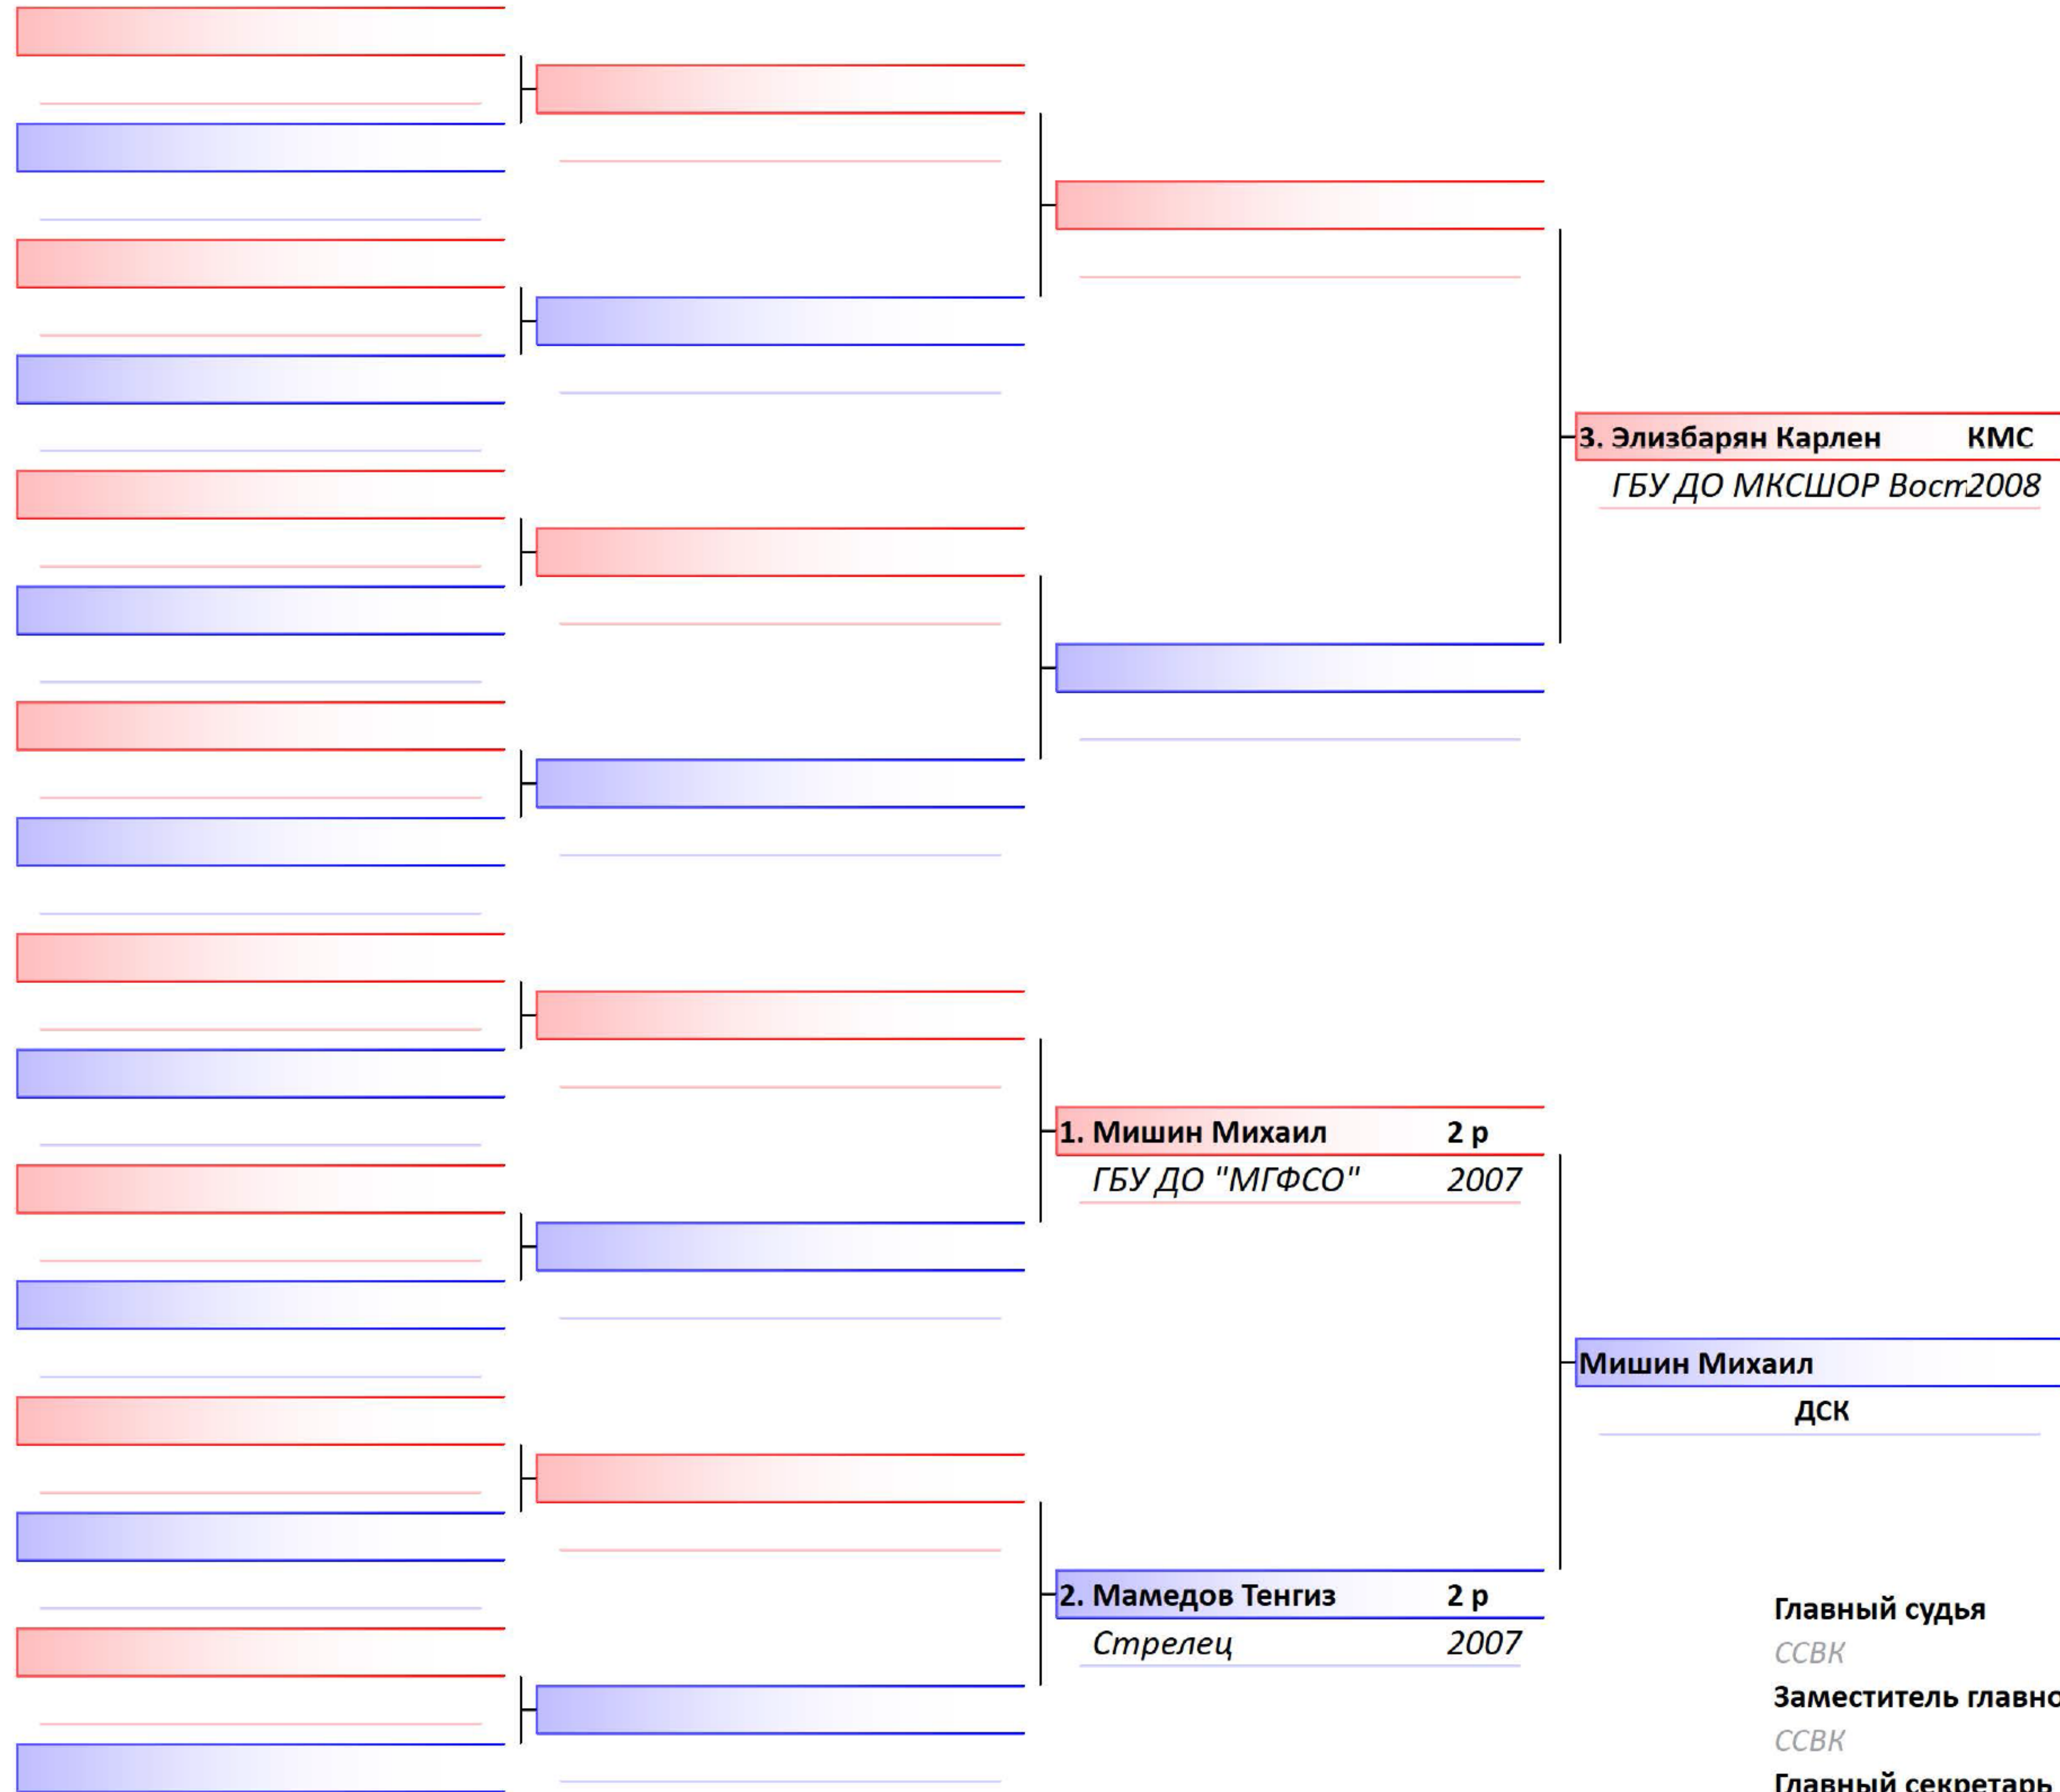 3. Элизбарян Карлен КМС
ГБУ ДО МКСШОР Вост2008
1. Мишин Михаил 2 р
ГБУ ДО "МГФСО" 2007
Мишин Михаил
ДСК
2. Мамедов Тенгиз 2 р
Стрелец 2007
Главный судья
ССВК
Заместитель главно
ССВК
Главный секретарь